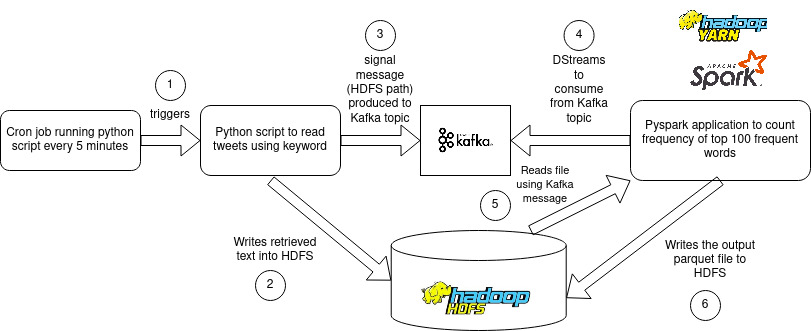 hadoop
YARN
APACHE
Spark
3
signal
message
(HDFS path)
produced to
Kafka topic
4
DStreams
to
consume
from Kafka
topic
1
triggers
Cron job running python
script every 5 minutes
Python script to read
tweets using keyword
kafka
Pyspark application to count
frequency of top 100 frequent
words
Reads file
using Kafka
message
5
Writes retrieved
text into HDFS
2
hadoop
HDFS
Writes the output
parquet file to
HDFS
6